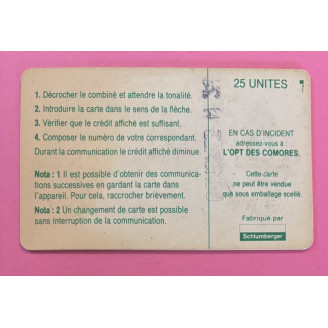 1. Décrocher le combiné et attendre la tonalité.
2. Introduire la carte dans le sens de la flèche.
3. Vérifier que le crédit affiché est suffisant.
4. Composer le numéro de votre correspondant.
Durant la communication le crédit affiché diminue.
Nota : 1 Il est possible d'obtenir des communica-
tions successives en gardant la carte dans
l'appareil. Pour cela, raccrocher brièvement.
Nota : 2 Un changement de carte est possible
sans interruption de la communication.
25 UNITES
EN CAS D'INCIDENT
adressez-vous à
L'OPT DES COMORES.
Cette carte
ne peut être vendue
que sous emballage scellé.
Fabriqué par
Schlumberger